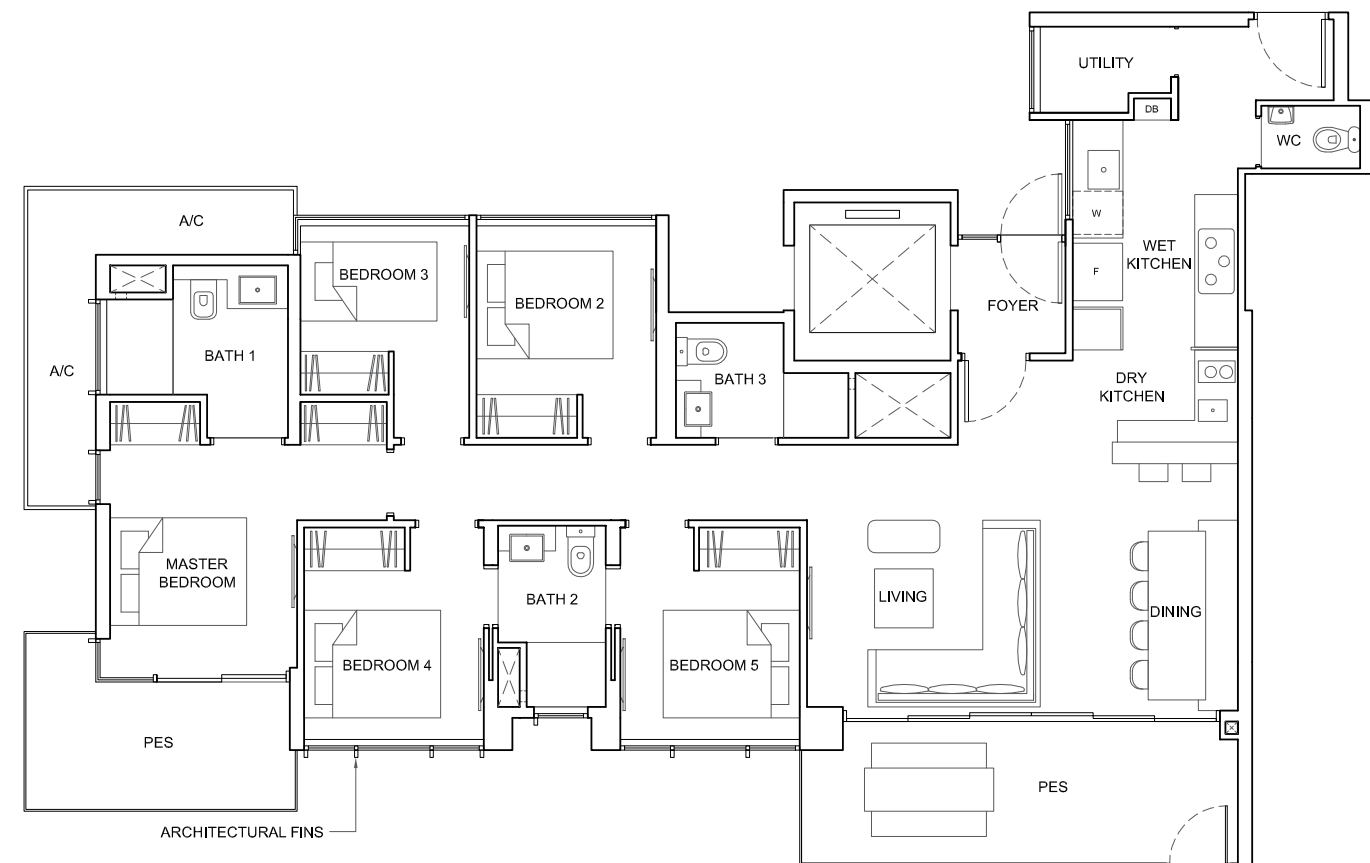 UTILITY
DB
WC
A/C
W
WET
KITCHEN
BEDROOM 3
BEDROOM 2
F
FOYER
BATH 1
A/C
BATH 3
DRY
KITCHEN
MASTER
BEDROOM
BATH 2
LIVING
DINING
BEDROOM 4
BEDROOM 5
PES
PES
ARCHITECTURAL FINS